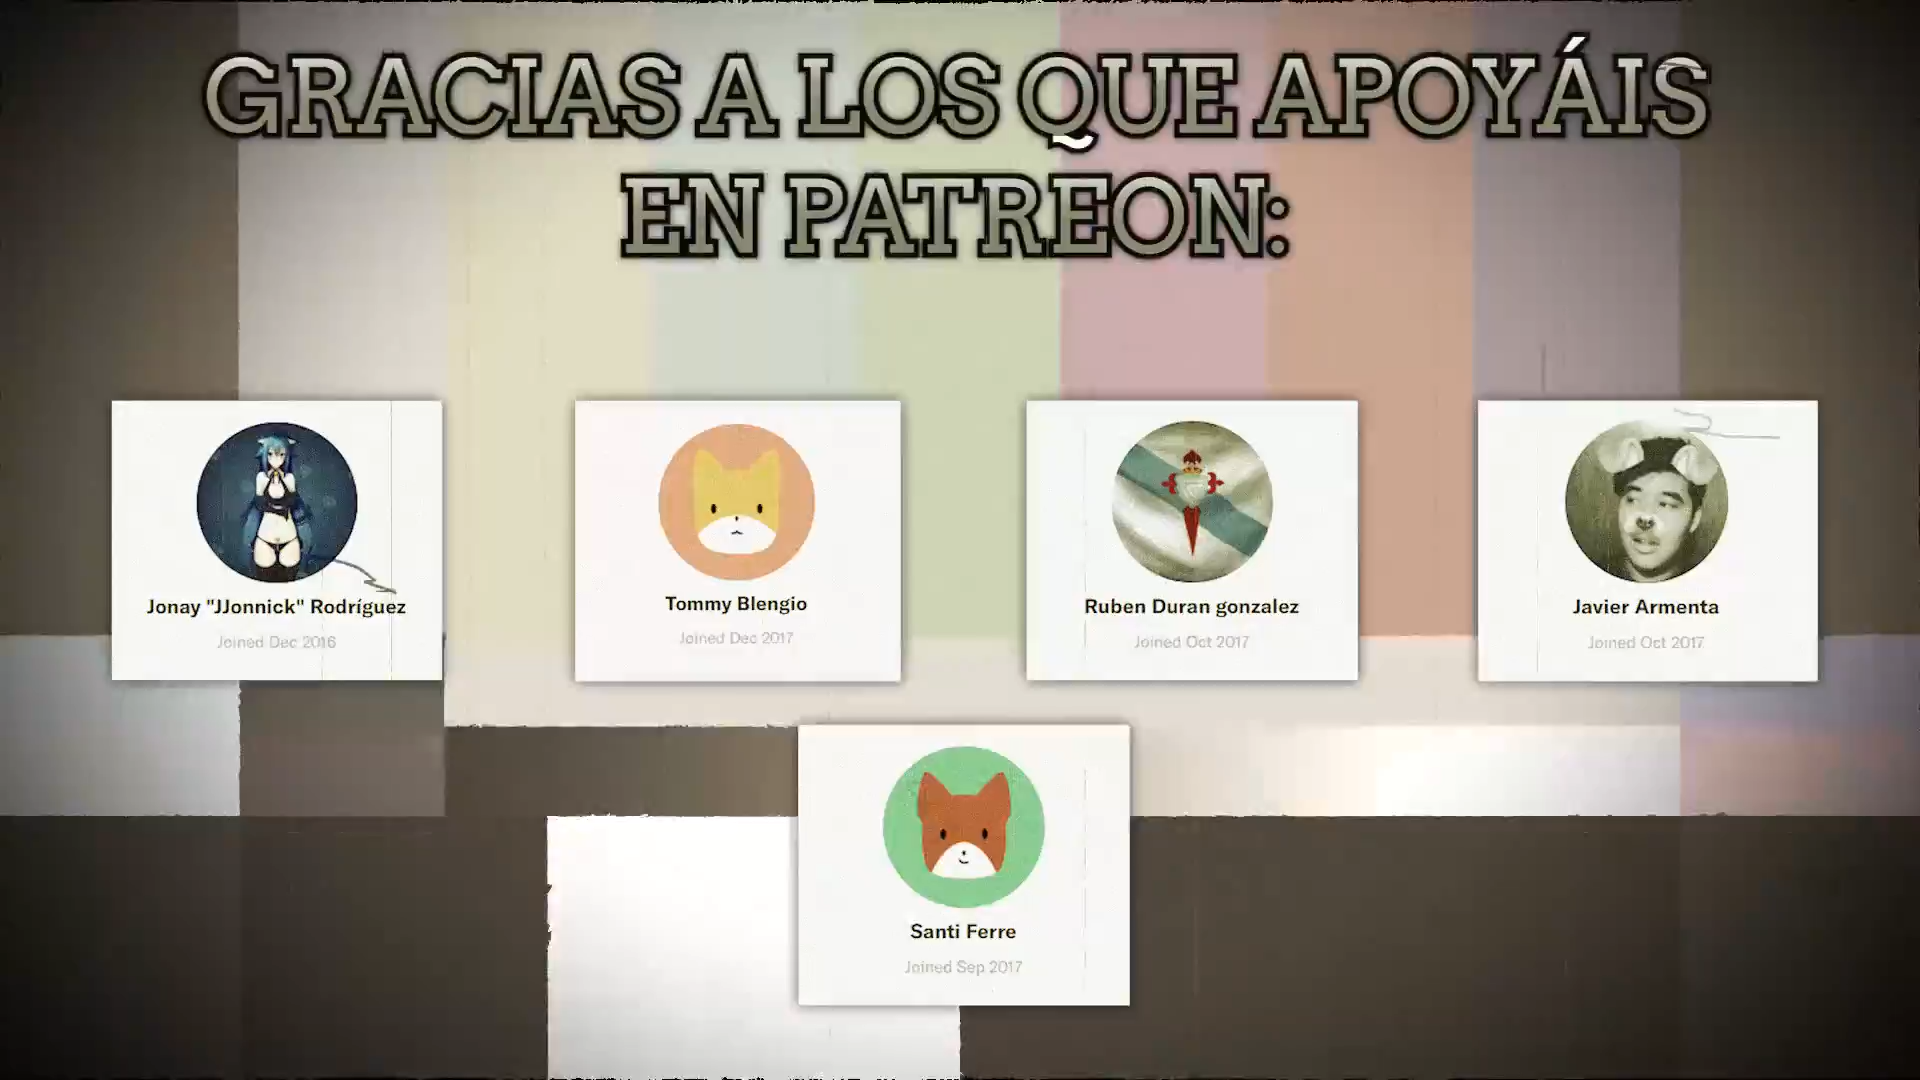 GRACIAS A LOS QUE APOYÁIS
EN PATREON:
Jonay "JJonnick" Rodríguez
Joined Dec 2016
Tommy Blengio
Joined Dec 2017
Ruben Duran gonzalez
Joined Oct 2017
Javier Armenta
Joined Oct 2017
Santi Ferre
Joined Sep 2017